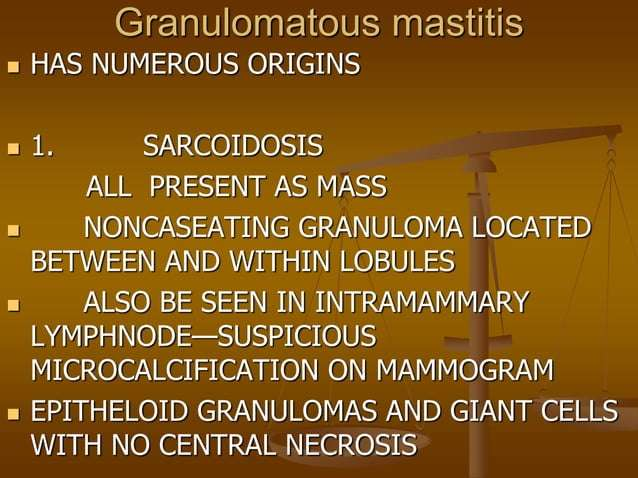 Granulomatous mastitis
HAS NUMEROUS ORIGINS
1. SARCOIDOSIS
ALL PRESENT AS MASS
NONCASEATING GRANULOMA LOCATED
BETWEEN AND WITHIN LOBULES
ALSO BE SEEN IN INTRAMAMMARY
LYMPHNODE—SUSPICIOUS
MICROCALCIFICATION ON MAMMOGRAM
EPITHELOID GRANULOMAS AND GIANT CELLS
WITH NO CENTRAL NECROSIS